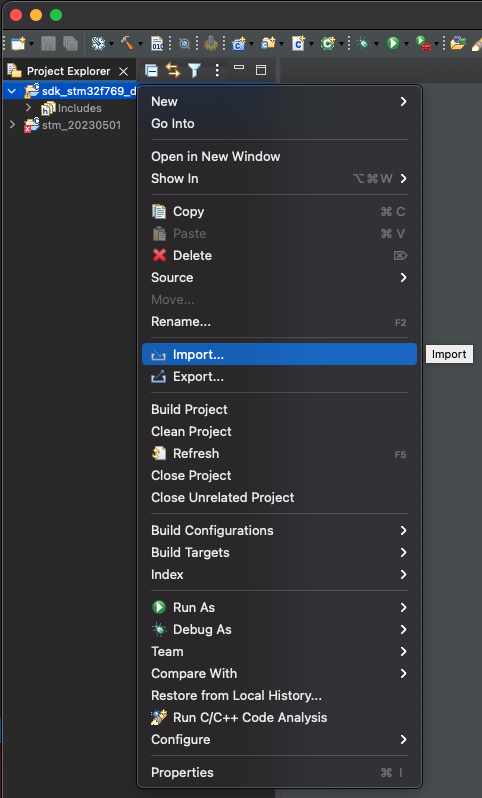 Project Explorer
sdk_stm32f769_d
Includes
stm_20230501
New
Go Into
Open in New Window
Show In ⌥⌘W
Copy ⌘ C
Paste ⌘ V
Delete ⌦
Source
Move...
Rename... F2
Import...
Import
Export...
Build Project
Clean Project
Refresh F5
Close Project
Close Unrelated Project
Build Configurations
Build Targets
Index
Run As
Debug As
Team
Compare With
Restore from Local History...
Run C/C++ Code Analysis
Configure
Properties ⌘ I